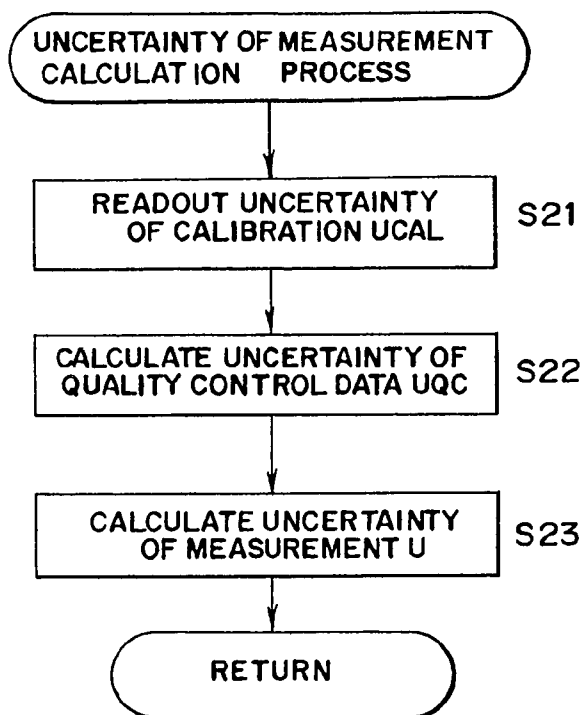 UNCERTAINTY OF MEASUREMENT
CALCULATION PROCESS
READOUT UNCERTAINTY
OF CALIBRATION UCAL
S21
CALCULATE UNCERTAINTY OF
QUALITY CONTROL DATA UQC
S22
CALCULATE UNCERTAINTY
OF MEASUREMENT U
S23
RETURN